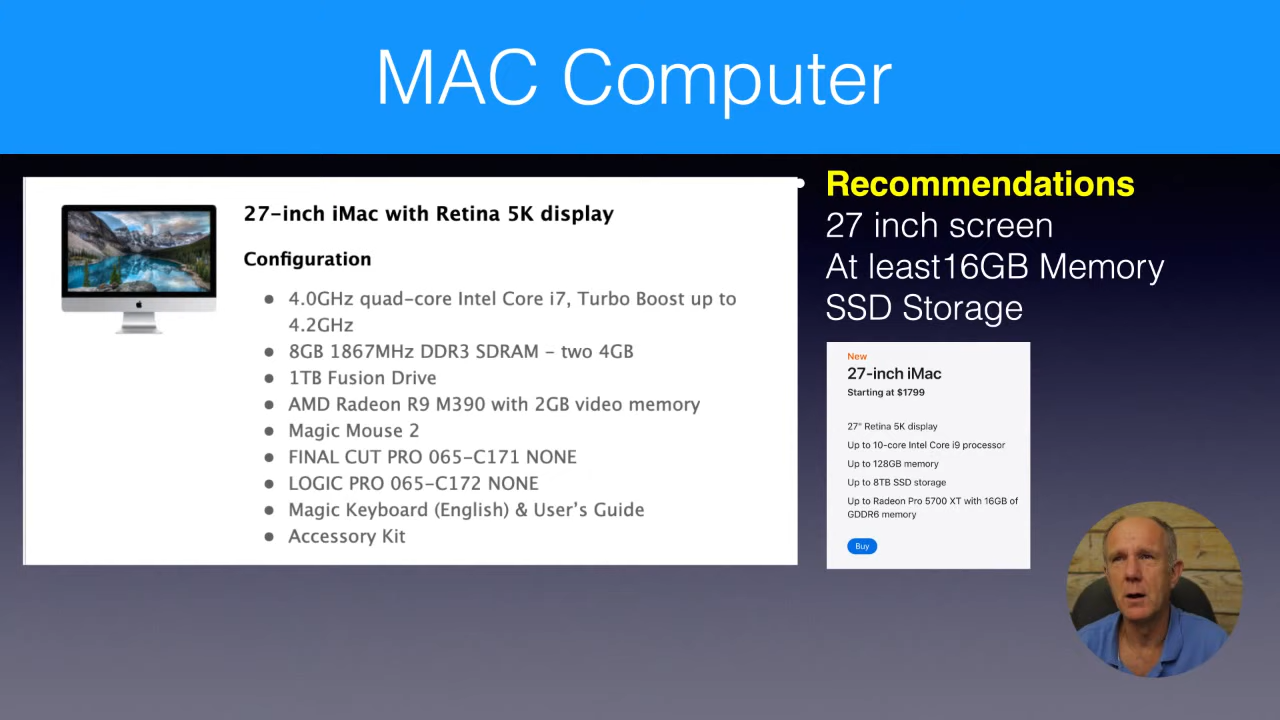 MAC Computer
27-inch iMac with Retina 5K display
Configuration
● 4.0GHz quad-core Intel Core i7, Turbo Boost up to
4.2GHz
● 8GB 1867MHz DDR3 SDRAM - two 4GB
● 1TB Fusion Drive
● AMD Radeon R9 M390 with 2GB video memory
● Magic Mouse 2
● FINAL CUT PRO 065-C171 NONE
● LOGIC PRO 065-C172 NONE
● Magic Keyboard (English) & User's Guide
● Accessory Kit
• Recommendations
27 inch screen
At least16GB Memory
SSD Storage
New
27-inch iMac
Starting at $1799
27" Retina 5K display
Up to 10-core Intel Core i9 processor
Up to 128GB memory
Up to 8TB SSD storage
Up to Radeon Pro 5700 XT with 16GB of
GDDR6 memory
Buy